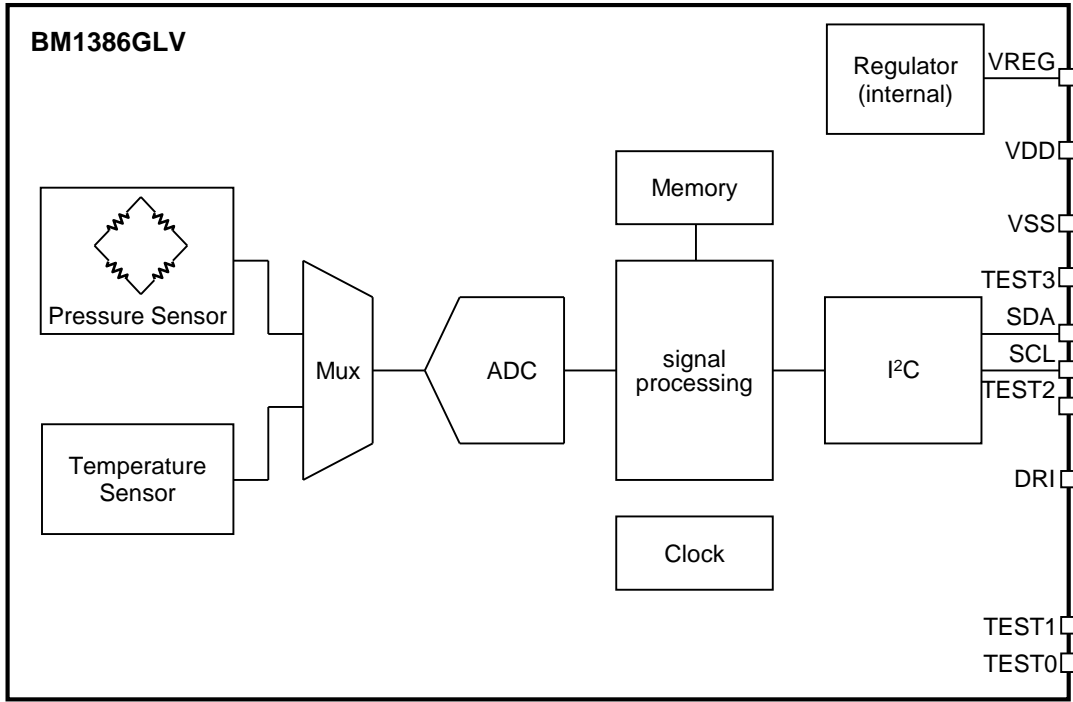 BM1386GLV
Regulator
(internal)
VREG
VDD
Memory
VSS
Pressure Sensor
TEST3
SDA
Mux
ADC
signal
processing
I²C
SCL
TEST2
Temperature
Sensor
DRI
Clock
TEST1
TEST0